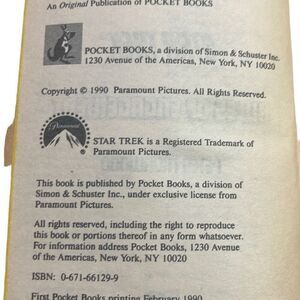 An Original Publication of POCKET BOOKS
POCKET BOOKS, a division of Simon & Schuster Inc.
1230 Avenue of the Americas, New York, NY 10020
Copyright © 1990 Paramount Pictures. All Rights Reserved.
Paramount
STAR TREK is a Registered Trademark of
Paramount Pictures.
This book is published by Pocket Books, a division of
Simon & Schuster Inc., under exclusive license from
Paramount Pictures.
All rights reserved, including the right to reproduce
this book or portions thereof in any form whatsoever.
For information address Pocket Books, 1230 Avenue
of the Americas, New York, NY 10020
ISBN: 0-671-66129-9
First Pocket Books printing February 1990